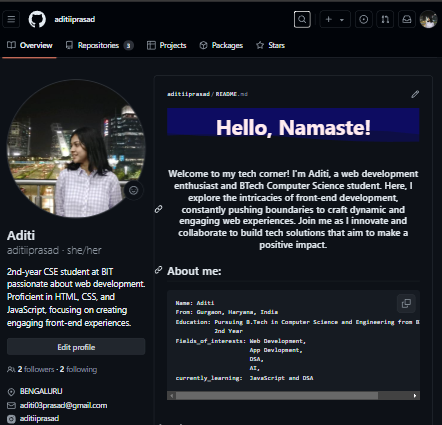 aditiiprasad
Overview
Repositories 3
Projects
Packages
Stars
Aditi
aditiiprasad · she/her
2nd-year CSE student at BIT
passionate about web development.
Proficient in HTML, CSS, and
JavaScript, focusing on creating
engaging front-end experiences.
Edit profile
2 followers · 2 following
BENGALURU
aditi03prasad@gmail.com
aditiiprasad
aditiiprasad/README.md
Hello, Namaste!
Welcome to my tech corner! I'm Aditi, a web development
enthusiast and BTech Computer Science student. Here, I
explore the intricacies of front-end development,
constantly pushing boundaries to craft dynamic and
engaging web experiences. Join me as I innovate and
collaborate to build tech solutions that aim to make a
positive impact.
About me:
Name: Aditi
From: Gurgaon, Haryana, India
Education: Pursuing B.Tech in Computer Science and Engineering from B
2nd Year
Fields_of_interests: Web Development,
App Devlopment,
DSA,
AI,
currently_learning: JavaScript and DSA